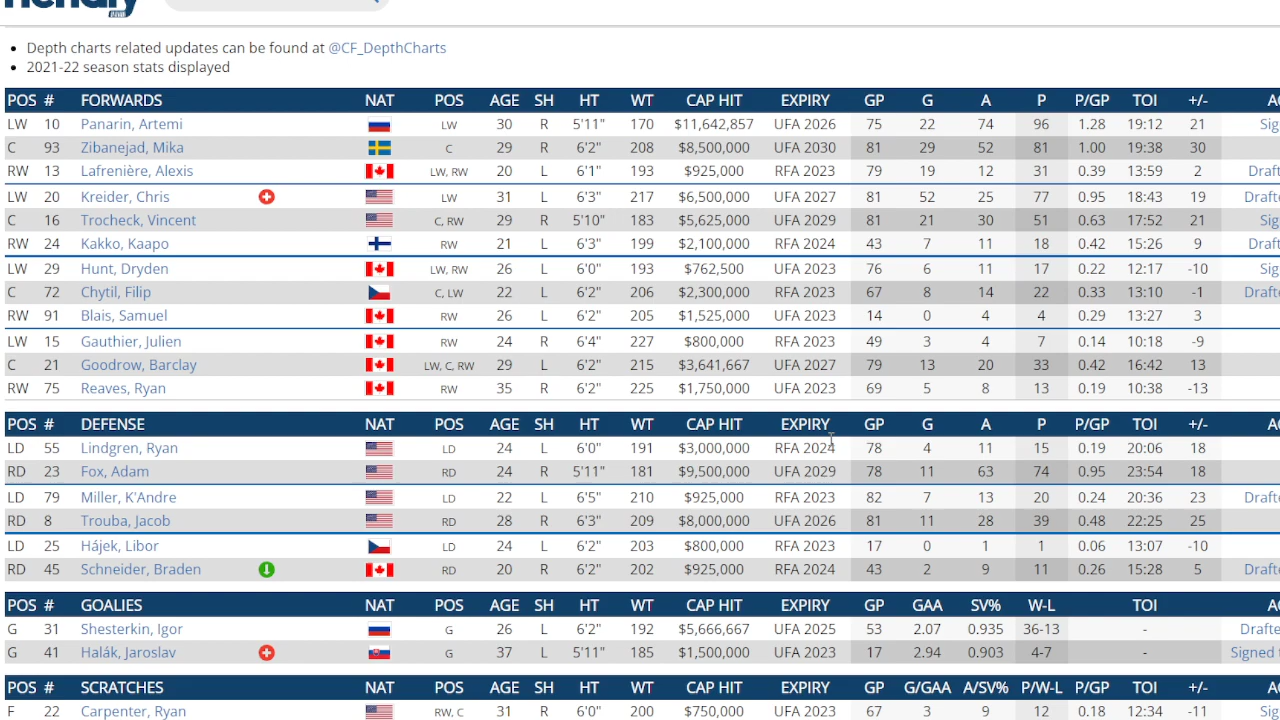 • Depth charts related updates can be found at @CF_DepthCharts
• 2021-22 season stats displayed
POS # FORWARDS NAT POS AGE SH HT WT CAP HIT EXPIRY GP G A P P/GP TOI +/-
LW 10 Panarin, Artemi LW 30 R 5'11" 170 $11,642,857 UFA 2026 75 22 74 96 1.28 19:12 21 Sig
C 93 Zibanejad, Mika C 29 R 6'2" 208 $8,500,000 UFA 2030 81 29 52 81 1.00 19:38 30
RW 13 Lafrenière, Alexis LW, RW 20 L 6'1" 193 $925,000 RFA 2023 79 19 12 31 0.39 13:59 2 Draft
LW 20 Kreider, Chris LW 31 L 6'3" 217 $6,500,000 UFA 2027 81 52 25 77 0.95 18:43 19 Drafte
C 16 Trocheck, Vincent C, RW 29 R 5'10" 183 $5,625,000 UFA 2029 81 21 30 51 0.63 17:52 21 Sig
RW 24 Kakko, Kaapo RW 21 L 6'3" 199 $2,100,000 RFA 2024 43 7 11 18 0.42 15:26 9 Draft
LW 29 Hunt, Dryden LW, RW 26 L 6'0" 193 $762,500 UFA 2023 76 6 11 17 0.22 12:17 -10 Sig
C 72 Chytil, Filip C, LW 22 L 6'2" 206 $2,300,000 RFA 2023 67 8 14 22 0.33 13:10 -1 Drafte
RW 91 Blais, Samuel RW 26 L 6'2" 205 $1,525,000 UFA 2023 14 0 4 4 0.29 13:27 3
LW 15 Gauthier, Julien RW 24 R 6'4" 227 $800,000 RFA 2023 49 3 4 7 0.14 10:18 -9
C 21 Goodrow, Barclay LW, C, RW 29 L 6'2" 215 $3,641,667 UFA 2027 79 13 20 33 0.42 16:42 13
RW 75 Reaves, Ryan RW 35 R 6'2" 225 $1,750,000 UFA 2023 69 5 8 13 0.19 10:38 -13
POS # DEFENSE NAT POS AGE SH HT WT CAP HIT EXPIRY GP G A P P/GP TOI +/-
LD 55 Lindgren, Ryan LD 24 L 6'0" 191 $3,000,000 RFA 2024 78 4 11 15 0.19 20:06 18
RD 23 Fox, Adam RD 24 R 5'11" 181 $9,500,000 UFA 2029 78 11 63 74 0.95 23:54 18
LD 79 Miller, K'Andre LD 22 L 6'5" 210 $925,000 RFA 2023 82 7 13 20 0.24 20:36 23 Drafte
RD 8 Trouba, Jacob RD 28 R 6'3" 209 $8,000,000 UFA 2026 81 11 28 39 0.48 22:25 25
LD 25 Hájek, Libor LD 24 L 6'2" 203 $800,000 RFA 2023 17 0 1 1 0.06 13:07 -10
RD 45 Schneider, Braden RD 20 R 6'2" 202 $925,000 RFA 2024 43 2 9 11 0.26 15:28 5 Drafte
POS # GOALIES NAT POS AGE SH HT WT CAP HIT EXPIRY GP GAA SV% W-L TOI
G 31 Shesterkin, Igor G 26 L 6'2" 192 $5,666,667 UFA 2025 53 2.07 0.935 36-13 - Drafte
G 41 Halák, Jaroslav G 37 L 5'11" 190 $1,500,000 UFA 2023 17 2.94 0.903 4-7 - Signed
POS # SCRATCHES NAT POS AGE SH HT WT CAP HIT EXPIRY GP G/GAA A/SV% P/W-L P/GP TOI +/-
F 22 Carpenter, Ryan RW, C 31 R 6'0" 200 $750,000 UFA 2023 67 3 9 12 0.18 12:34 -11 Sig